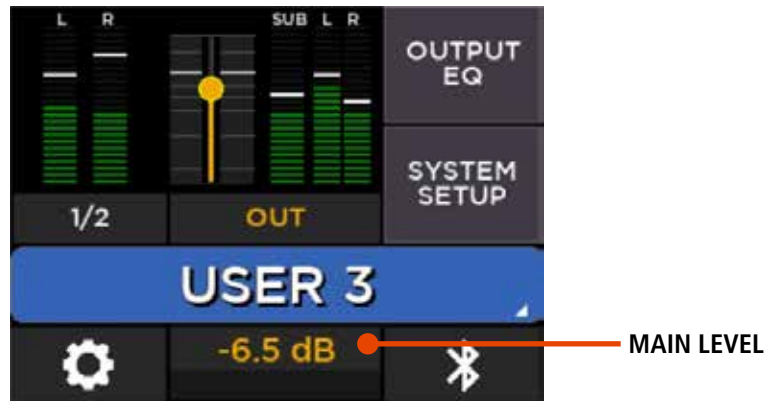 L R SUB L R
OUTPUT
EQ
SYSTEM
SETUP
1/2 OUT
USER 3
-6.5 dB
MAIN LEVEL